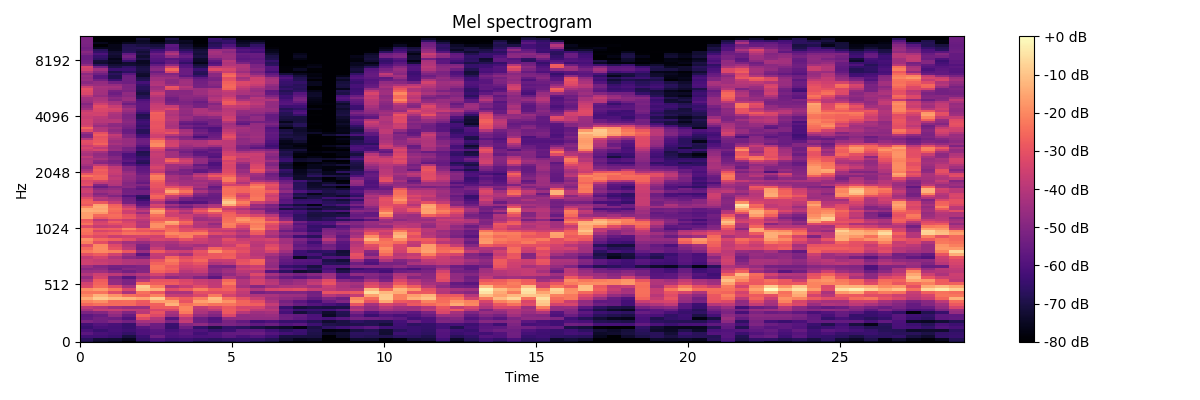 Mel spectrogram
8192
4096
2048
1024
512
0
Hz
0 5 10 15 20 25
Time
+0 dB
-10 dB
-20 dB
-30 dB
-40 dB
-50 dB
-60 dB
-70 dB
-80 dB